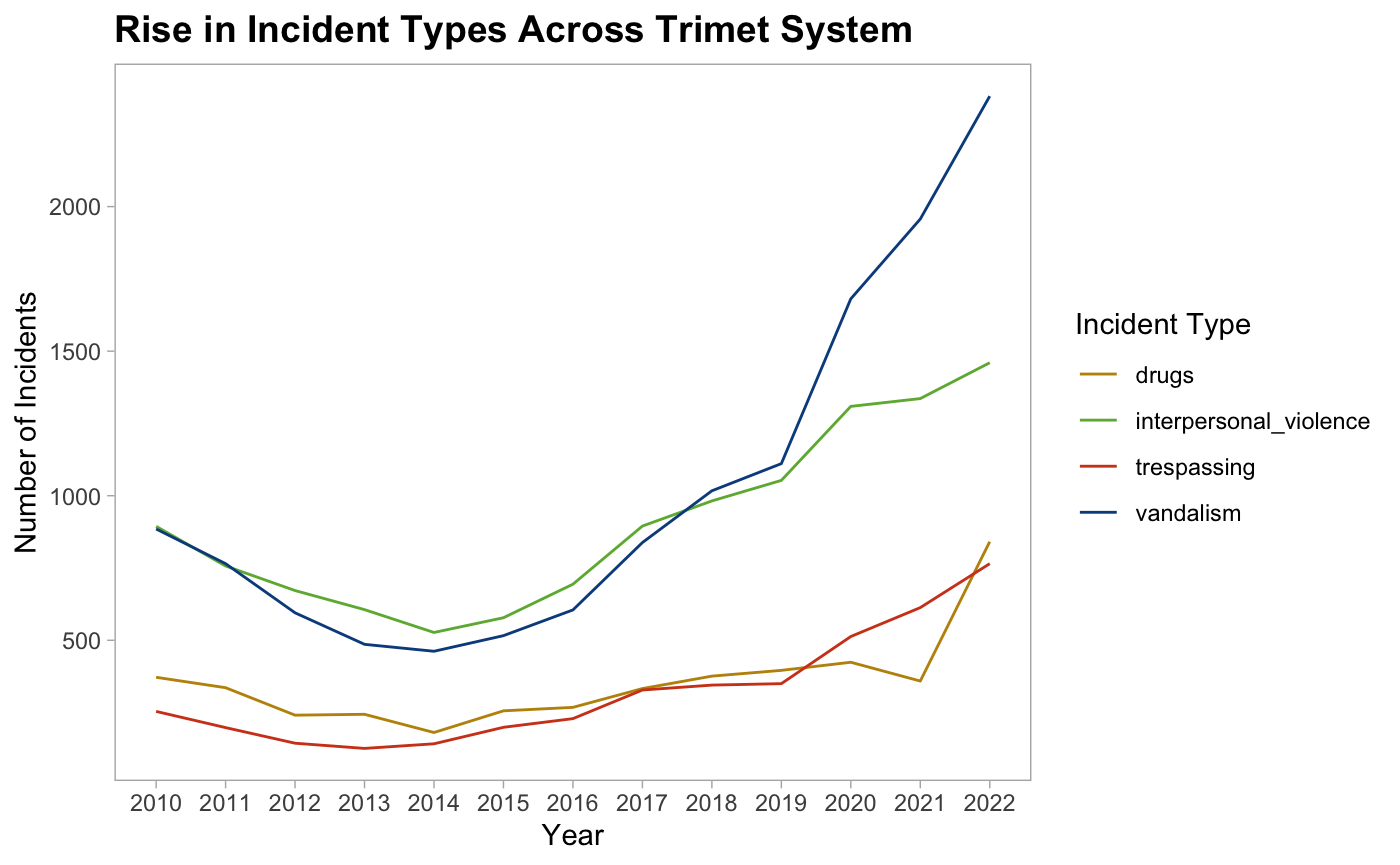 Rise in Incident Types Across Trimet System
Number of Incidents
2000
1500
1000
500
2010 2011 2012 2013 2014 2015 2016 2017 2018 2019 2020 2021 2022
Year
Incident Type
drugs
interpersonal_violence
trespassing
vandalism